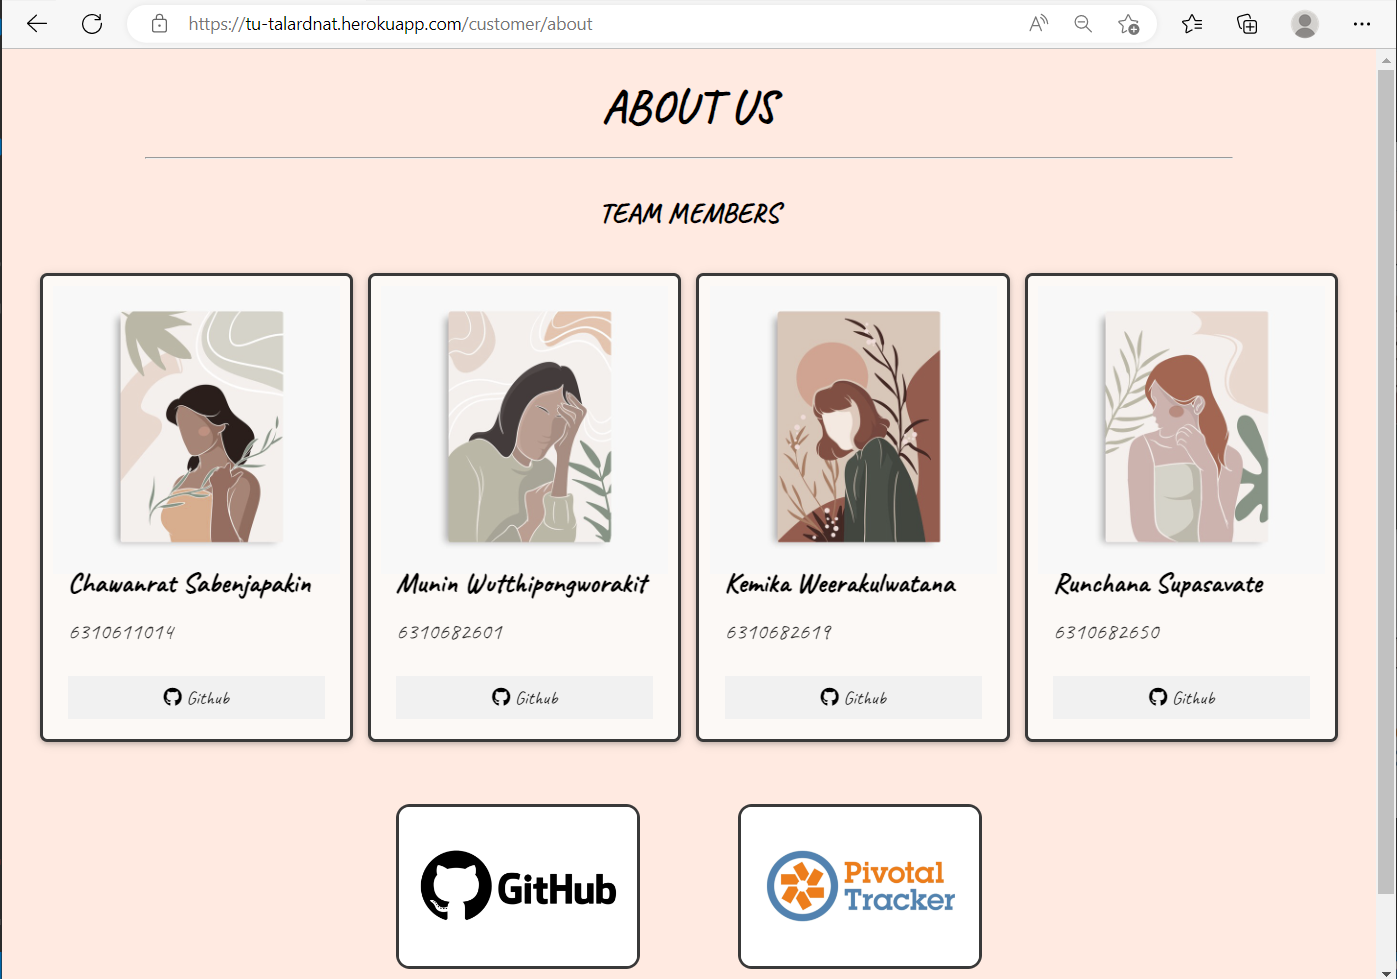 https://tu-talardnat.herokuapp.com/customer/about
ABOUT US
TEAM MEMBERS
Chawanrat Sabenjapakin
6310611014
Github
Munin Wutthipongworakit
6310682601
Github
Kemika Weerakulwatana
6310682619
Github
Runchana Supasavate
6310682650
Github
GitHub
Pivotal
Tracker